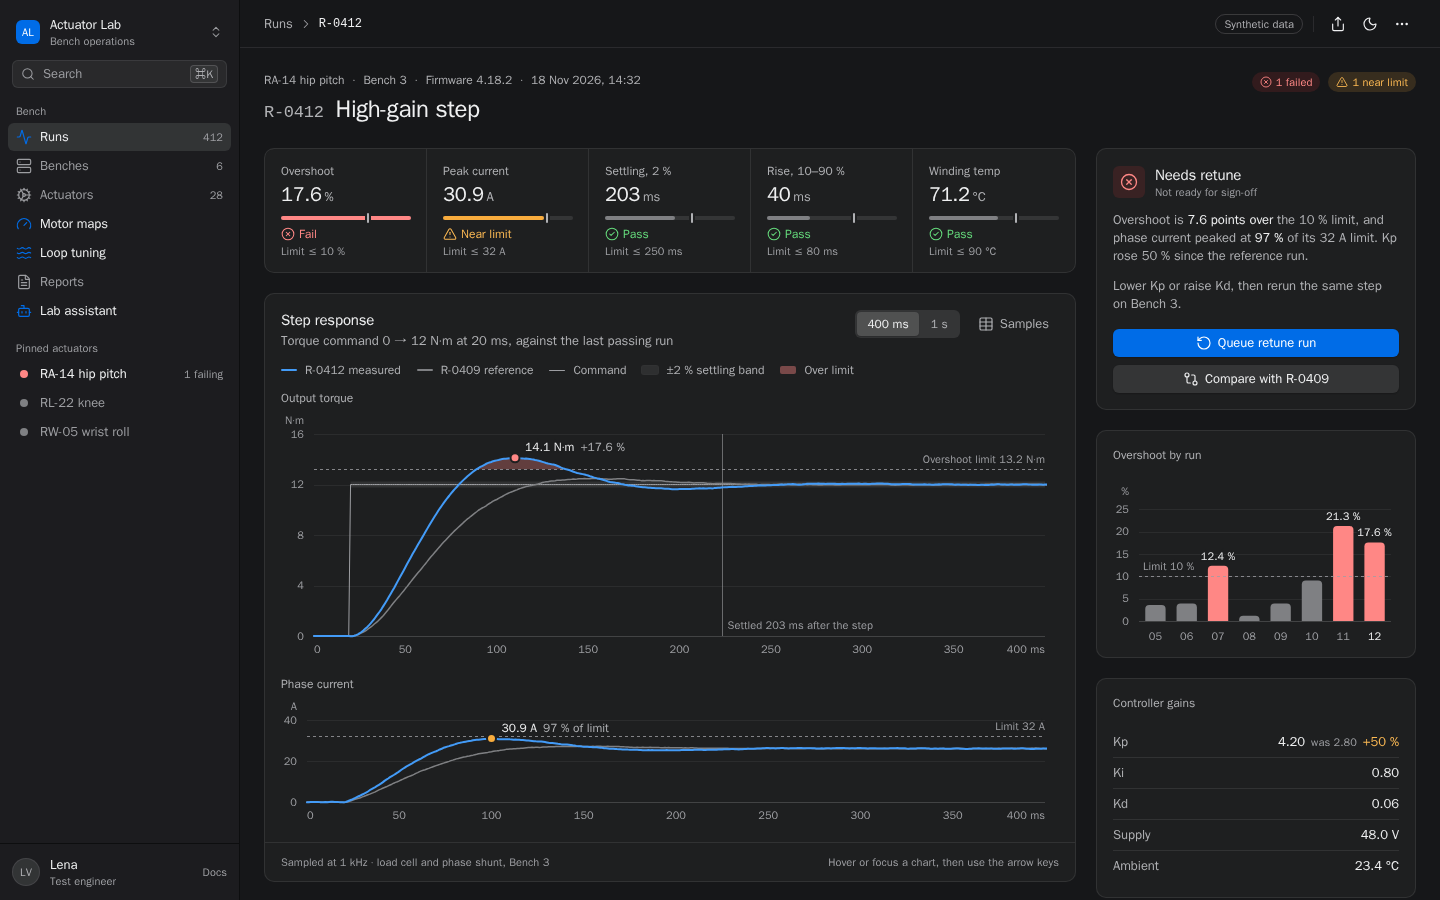 AL
Actuator Lab
Bench operations
Search
⌘K
Bench
Runs 412
Benches 6
Actuators 28
Motor maps
Loop tuning
Reports
Lab assistant
Pinned actuators
RA-14 hip pitch 1 failing
RL-22 knee
RW-05 wrist roll
LV
Lena
Test engineer
Docs
Runs > R-0412
Synthetic data
RA-14 hip pitch · Bench 3 · Firmware 4.18.2 · 18 Nov 2026, 14:32
R-0412 High-gain step
1 failed
1 near limit
Overshoot
17.6 %
Fail
Limit ≤ 10 %
Peak current
30.9 A
Near limit
Limit ≤ 32 A
Settling, 2 %
203 ms
Pass
Limit ≤ 250 ms
Rise, 10–90 %
40 ms
Pass
Limit ≤ 80 ms
Winding temp
71.2 °C
Pass
Limit ≤ 90 °C
Step response
Torque command 0 → 12 N·m at 20 ms, against the last passing run
400 ms 1 s
Samples
R-0412 measured R-0409 reference Command ±2 % settling band Over limit
Output torque
N·m
16
12
8
4
0
14.1 N·m +17.6 %
Overshoot limit 13.2 N·m
Settled 203 ms after the step
0 50 100 150 200 250 300 350 400 ms
Phase current
A
40
20
0
30.9 A 97 % of limit
Limit 32 A
0 50 100 150 200 250 300 350 400 ms
Sampled at 1 kHz · load cell and phase shunt, Bench 3
Hover or focus a chart, then use the arrow keys
Needs retune
Not ready for sign-off
Overshoot is 7.6 points over the 10 % limit, and
phase current peaked at 97 % of its 32 A limit. Kp
rose 50 % since the reference run.
Lower Kp or raise Kd, then rerun the same step
on Bench 3.
Queue retune run
Compare with R-0409
Overshoot by run
%
25
20
15
10
5
0
Limit 10 %
12.4 %
21.3 %
17.6 %
05 06 07 08 09 10 11 12
Controller gains
Kp 4.20 was 2.80 +50 %
Ki 0.80
Kd 0.06
Supply 48.0 V
Ambient 23.4 °C